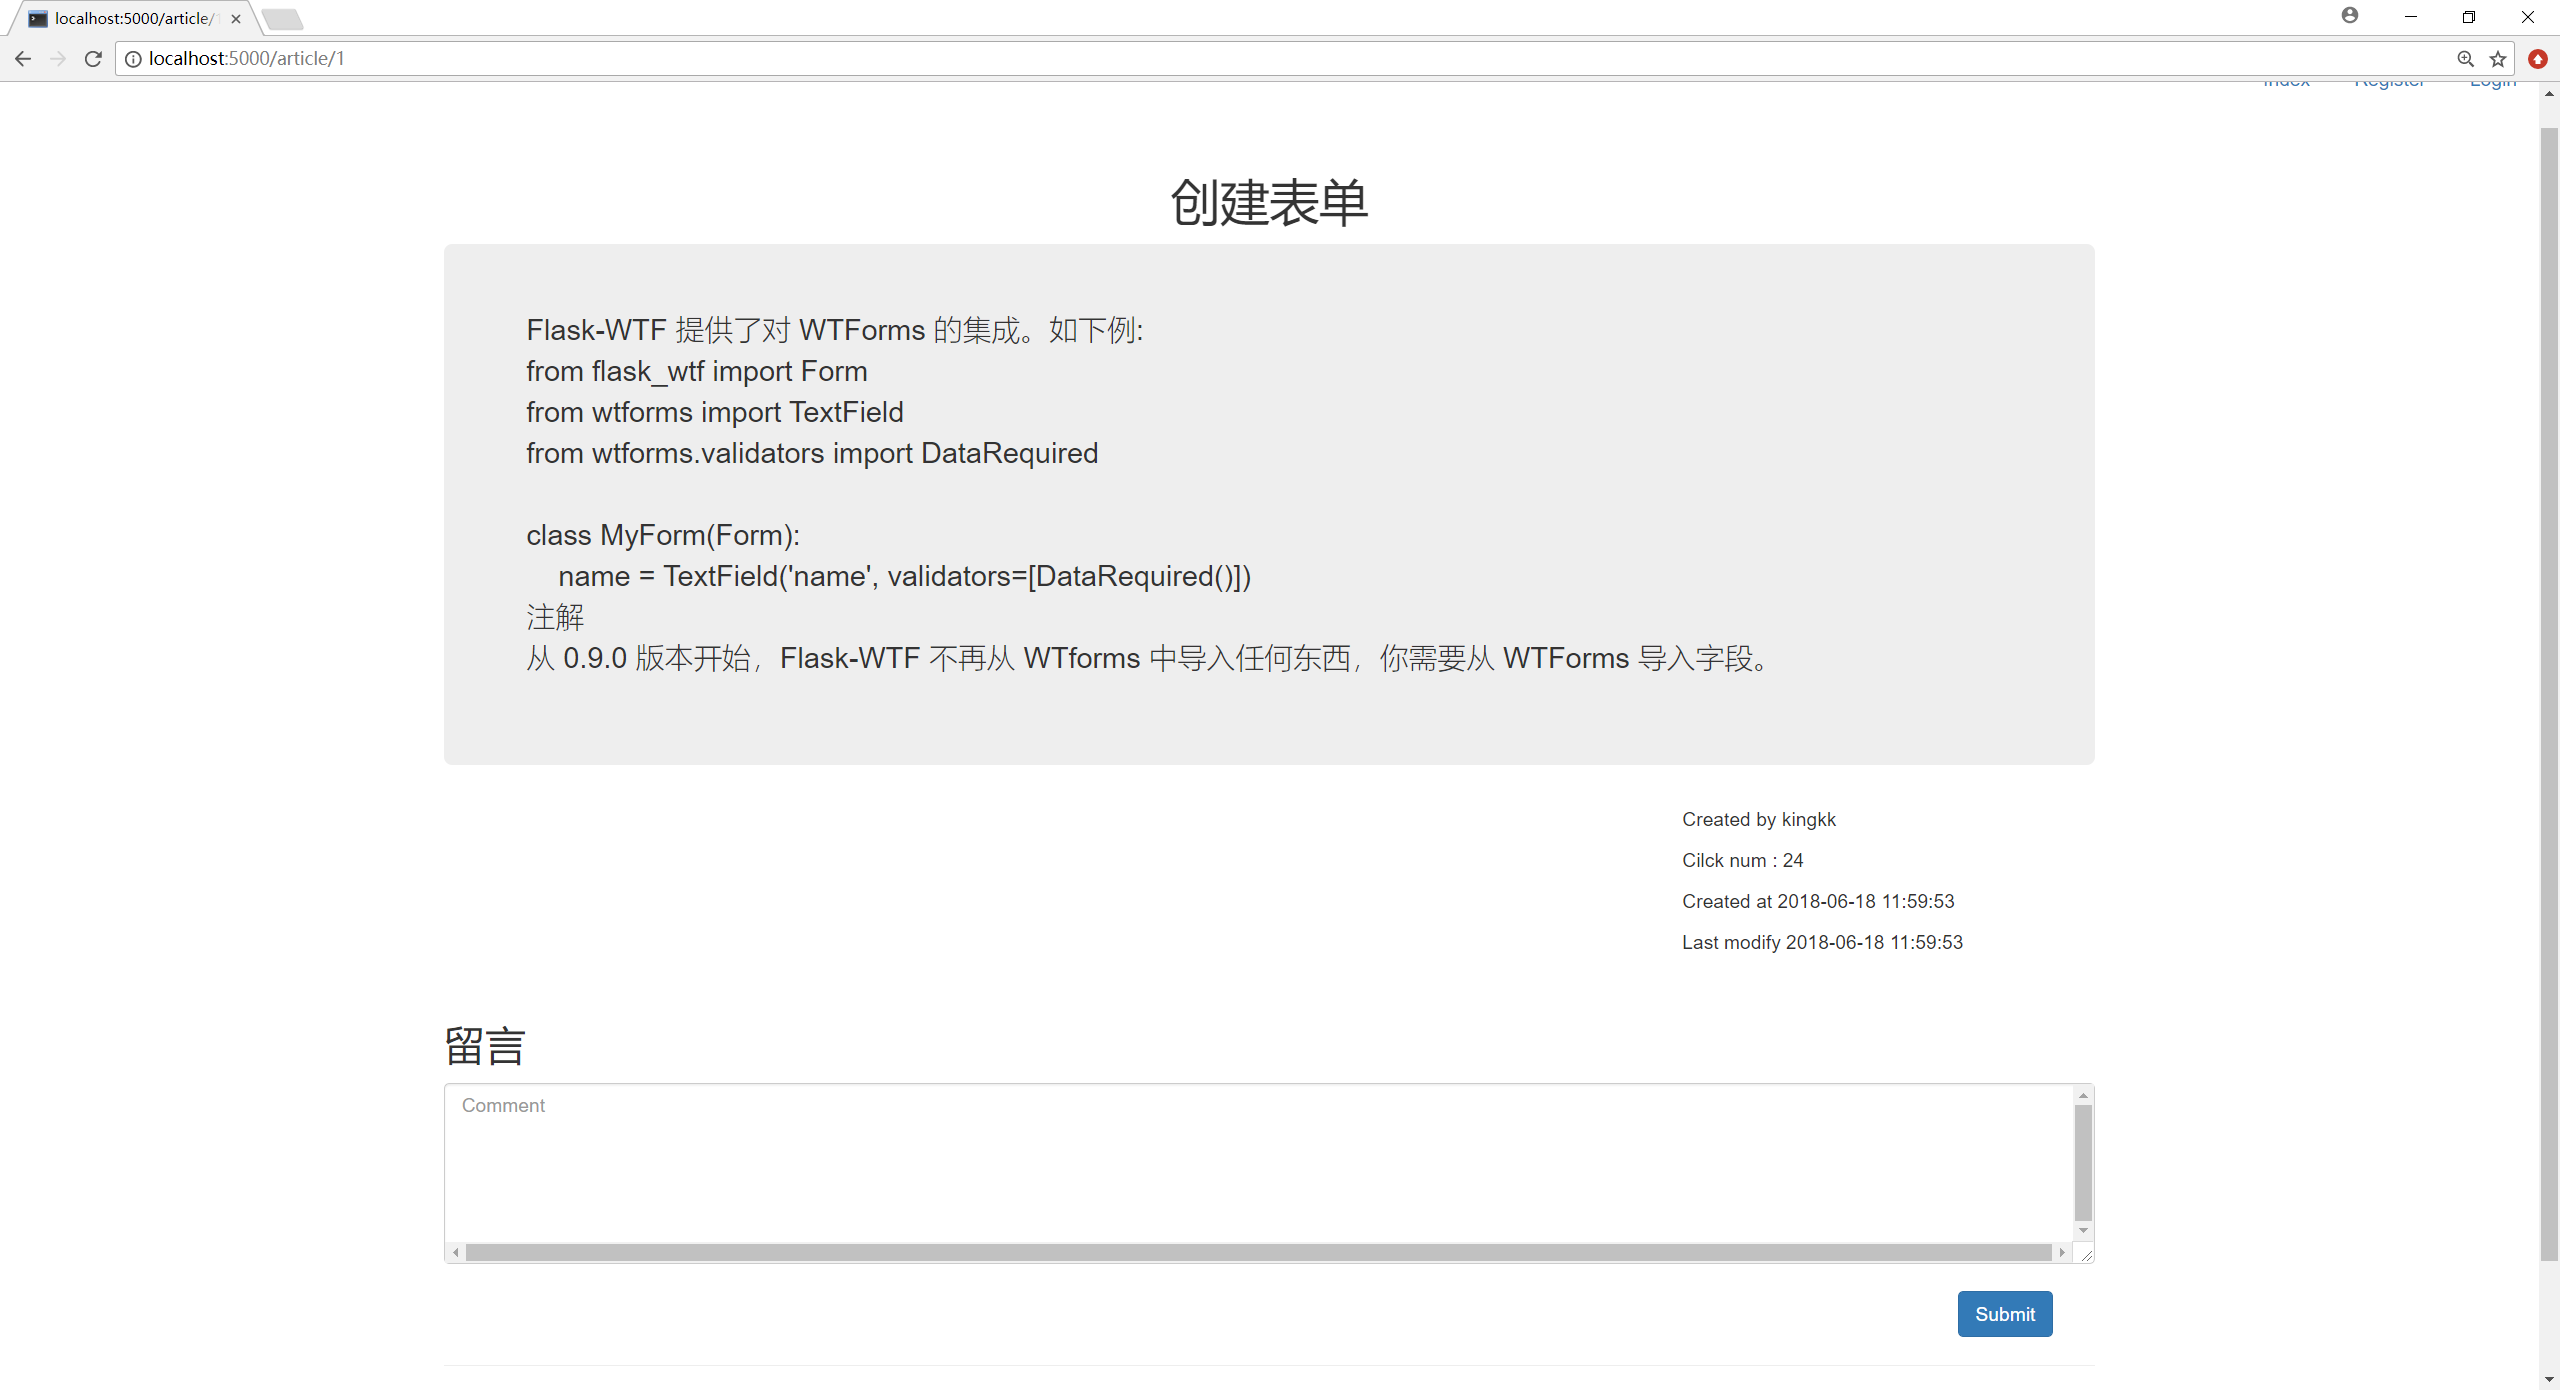 localhost:5000/article/1
localhost:5000/article/1
Index Register Login
创建表单
Flask-WTF 提供了对 WTForms 的集成。如下例:
from flask_wtf import Form
from wtforms import TextField
from wtforms.validators import DataRequired
class MyForm(Form):
name = TextField('name', validators=[DataRequired()])
注解
从 0.9.0 版本开始，Flask-WTF 不再从 WTforms 中导入任何东西，你需要从 WTForms 导入字段。
Created by kingkk
Cilck num : 24
Created at 2018-06-18 11:59:53
Last modify 2018-06-18 11:59:53
留言
Comment
Submit